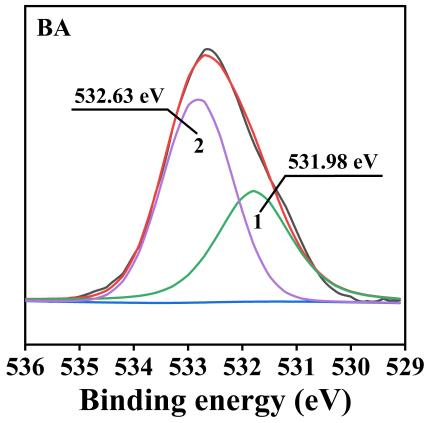 BA
532.63 eV
2
531.98 eV
1
536 535 534 533 532 531 530 529
Binding energy (eV)